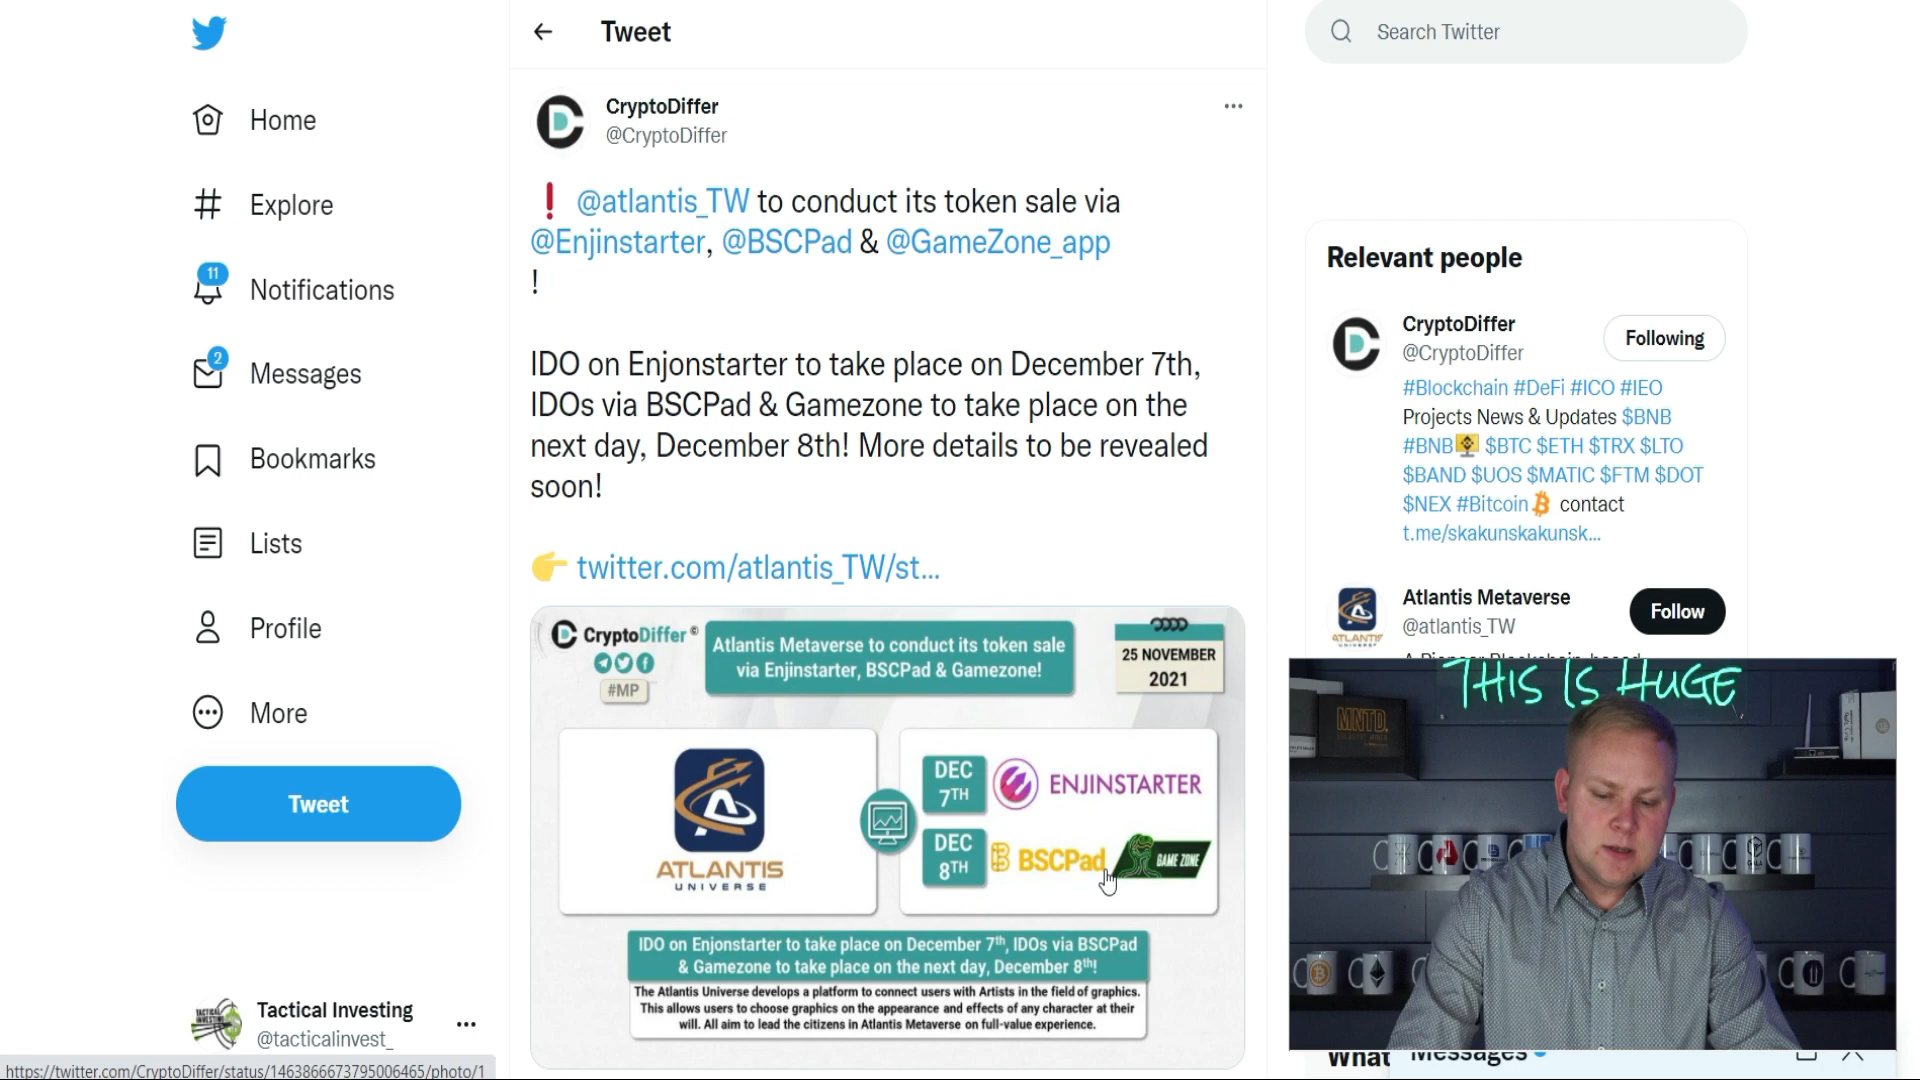 Tweet
Search Twitter
Home
Explore
11
Notifications
2
Messages
Bookmarks
Lists
Profile
More
Tweet
Tactical Investing
@tacticalinvest_
https://twitter.com/CryptoDiffer/status/1463866673795006465/photo/1
CryptoDiffer
@CryptoDiffer
❗ @atlantis_TW to conduct its token sale via
@Enjinstarter, @BSCPad & @GameZone_app
!
IDO on Enjonstarter to take place on December 7th,
IDOs via BSCPad & Gamezone to take place on the
next day, December 8th! More details to be revealed
soon!
👉 twitter.com/atlantis_TW/st...
CryptoDiffer ©
#MP
Atlantis Metaverse to conduct its token sale
via Enjinstarter, BSCPad & Gamezone!
25 NOVEMBER
2021
ATLANTIS
UNIVERSE
DEC
7TH
ENJINSTARTER
DEC
8TH
BSCPad
GAME ZONE
IDO on Enjonstarter to take place on December 7th, IDOs via BSCPad
& Gamezone to take place on the next day, December 8th!
The Atlantis Universe develops a platform to connect users with Artists in the field of graphics.
This allows users to choose graphics on the appearance and effects of any character at their
will. All aim to lead the citizens in Atlantis Metaverse on full-value experience.
Relevant people
CryptoDiffer
@CryptoDiffer
Following
#Blockchain #DeFi #ICO #IEO
Projects News & Updates $BNB
#BNB $BTC $ETH $TRX $LTO
$BAND $UOS $MATIC $FTM $DOT
$NEX #Bitcoin contact
t.me/skakunskakunsk...
Atlantis Metaverse
@atlantis_TW
Follow
ATLANTIS
A Pioneer Blockchain-based
THIS IS HUGE
MNTD.
GALA
What
Messages